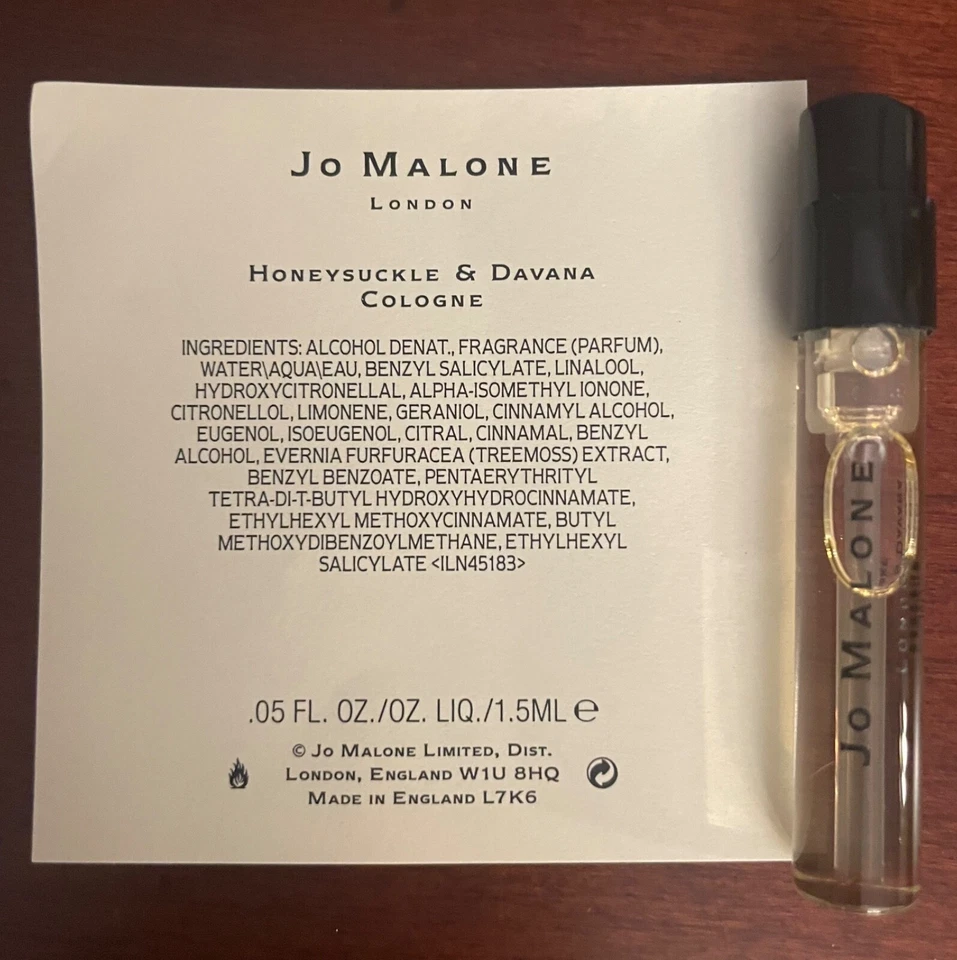 Jo Malone
London
Honeysuckle & Davana
Cologne
INGREDIENTS: ALCOHOL DENAT., FRAGRANCE (PARFUM),
WATER\AQUA\EAU, BENZYL SALICYLATE, LINALOOL,
HYDROXYCITRONELLAL, ALPHA-ISOMETHYL IONONE,
CITRONELLOL, LIMONENE, GERANIOL, CINNAMYL ALCOHOL,
EUGENOL, ISOEUGENOL, CITRAL, CINNAMAL, BENZYL
ALCOHOL, EVERNIA FURFURACEA (TREEMOSS) EXTRACT,
BENZYL BENZOATE, PENTAERYTHRITYL
TETRA-DI-T-BUTYL HYDROXYHYDROCINNAMATE,
ETHYLHEXYL METHOXYCINNAMATE, BUTYL
METHOXYDIBENZOYLMETHANE, ETHYLHEXYL
SALICYLATE <ILN45183>
.05 FL. OZ./OZ. LIQ./1.5ML ℮
© Jo Malone Limited, Dist.
London, England W1U 8HQ
Made in England L7K6
Jo Malone